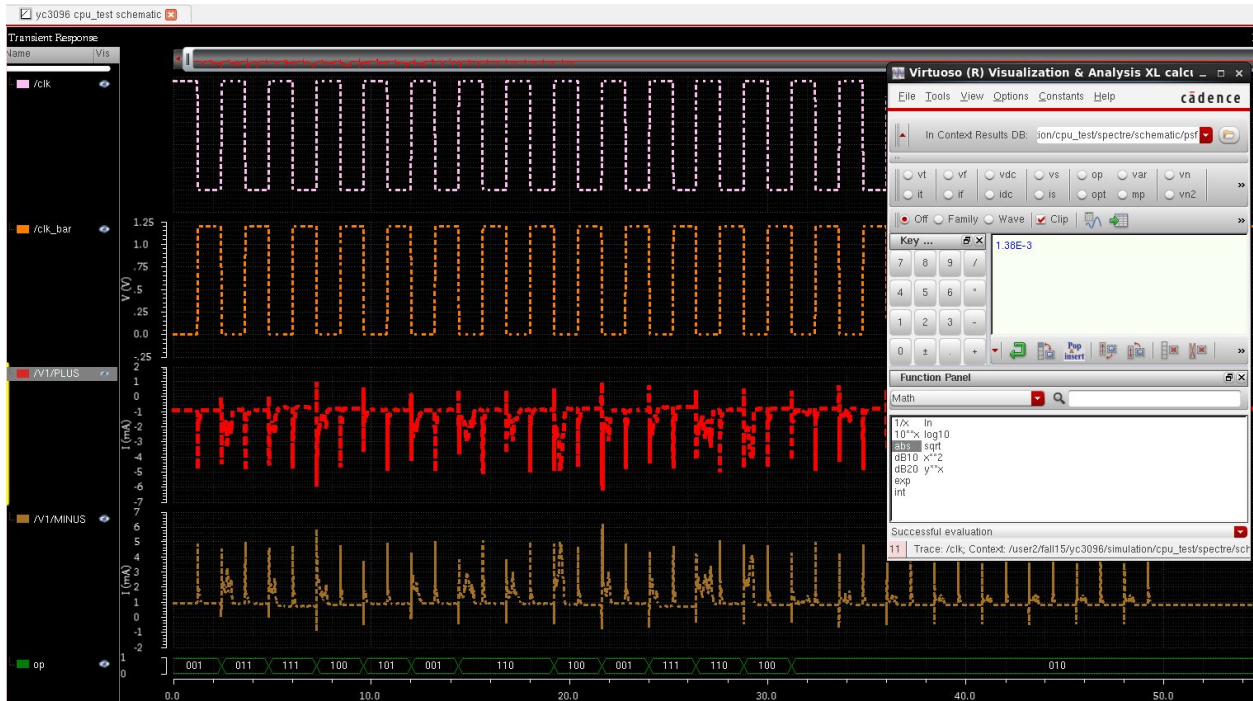 yc3096 cpu_test schematic
Transient Response
Name Vis
/clk
/clk_bar
1.25
1.0
.75
.5
.25
0.0
-.25
V (V)
/V1/PLUS
2
1
0
-1
-2
-3
-4
-5
-6
-7
I (mA)
/V1/MINUS
7
6
5
4
3
2
1
0
-1
-2
I (mA)
op
1
0
001 011 111 100 101 001 110 100 001 111 110 100 010
0.0 10.0 20.0 30.0 40.0 50.0
Virtuoso (R) Visualization & Analysis XL calcu
File Tools View Options Constants Help cādence
In Context Results DB: ion/cpu_test/spectre/schematic/psf
vt vf vdc vs op var vn
it if idc is opt mp vn2
»
Off Family Wave Clip »
Key ...
7 8 9 /
4 5 6 *
1 2 3 -
0 ± . +
1.38E-3
Pop
insert
»
Function Panel
Math
1/x ln
10**x log10
abs sqrt
dB10 x**2
dB20 y**x
exp
int
Successful evaluation
11 Trace: /clk; Context: /user2/fall15/yc3096/simulation/cpu_test/spectre/sch